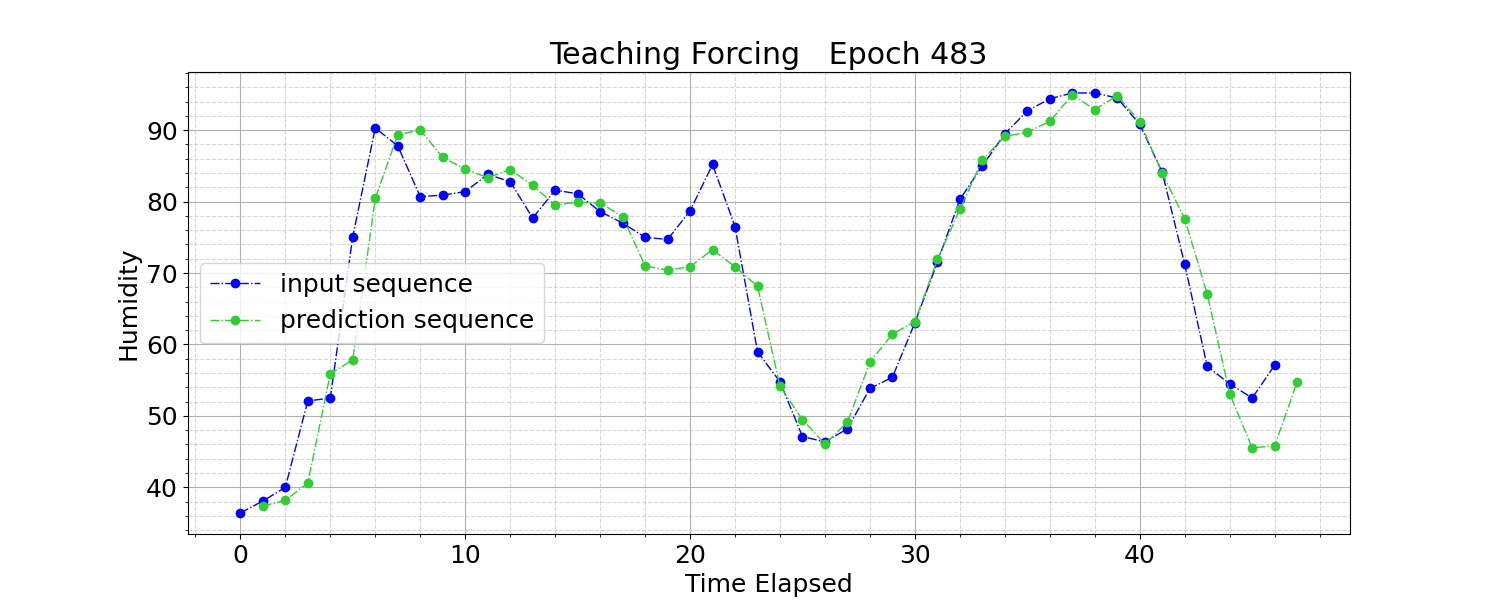 Teaching Forcing   Epoch 483
90
80
70
60
50
40
Humidity
input sequence
prediction sequence
0 10 20 30 40
Time Elapsed